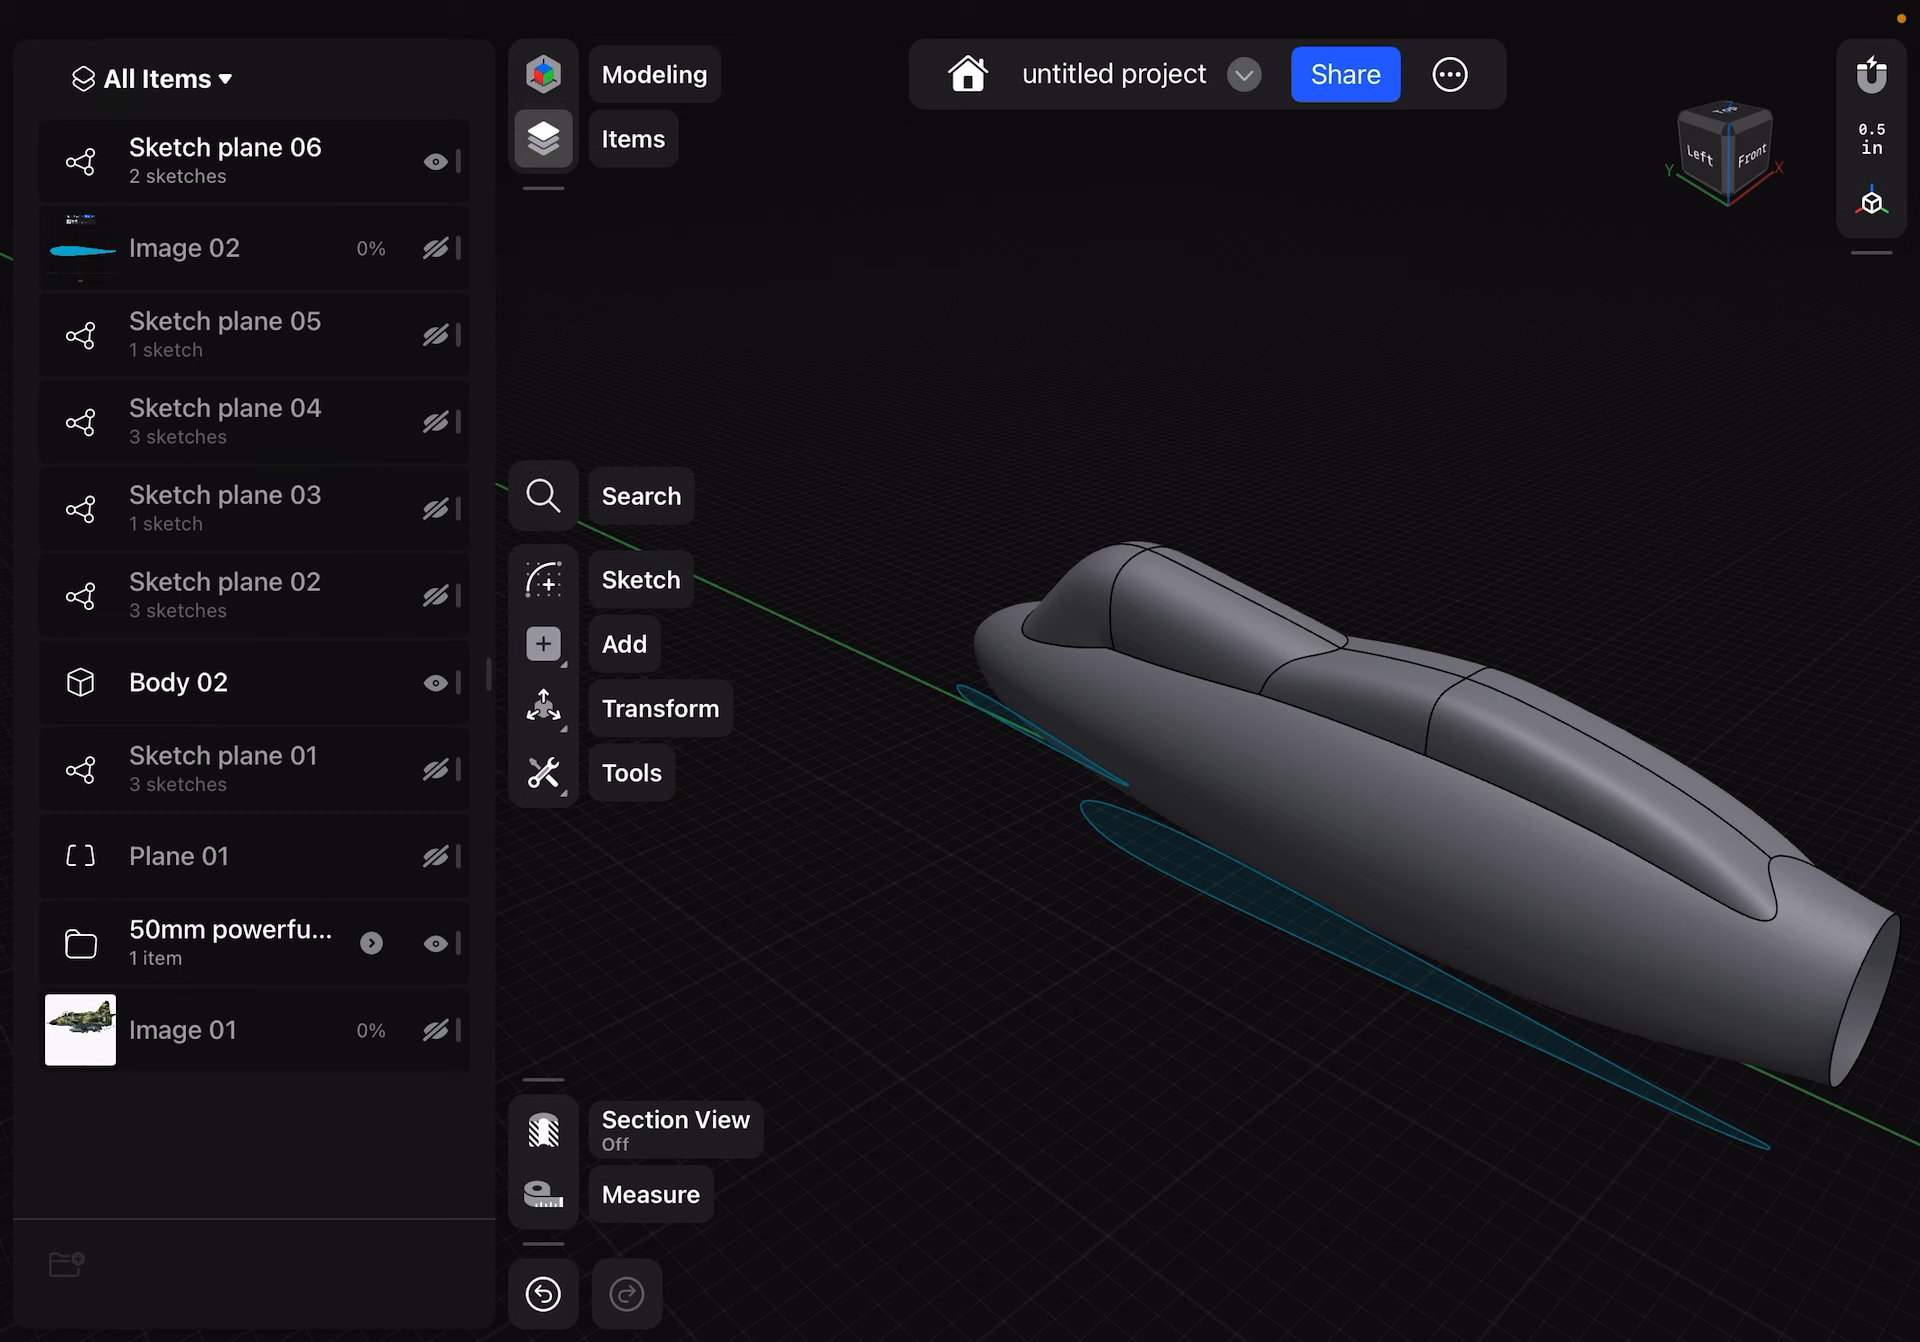 All Items
Sketch plane 06
2 sketches
Image 02
0%
Sketch plane 05
1 sketch
Sketch plane 04
3 sketches
Sketch plane 03
1 sketch
Sketch plane 02
3 sketches
Body 02
Sketch plane 01
3 sketches
Plane 01
50mm powerfu...
1 item
Image 01
0%
Modeling
Items
Search
Sketch
Add
Transform
Tools
Section View
Off
Measure
untitled project
Share
Top
Left
Front
Y
X
0.5
in